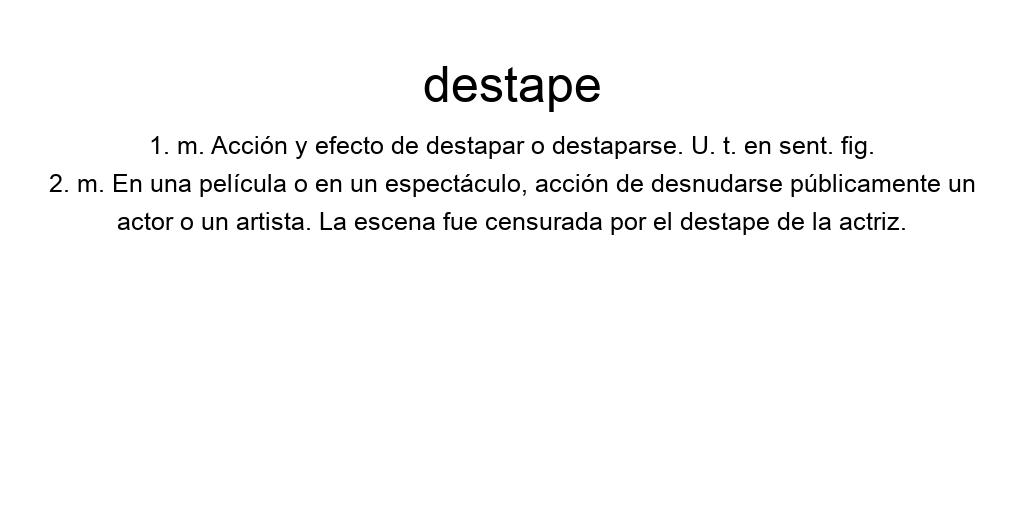 destape
1. m. Acción y efecto de destapar o destaparse. U. t. en sent. fig.
2. m. En una película o en un espectáculo, acción de desnudarse públicamente un
actor o un artista. La escena fue censurada por el destape de la actriz.